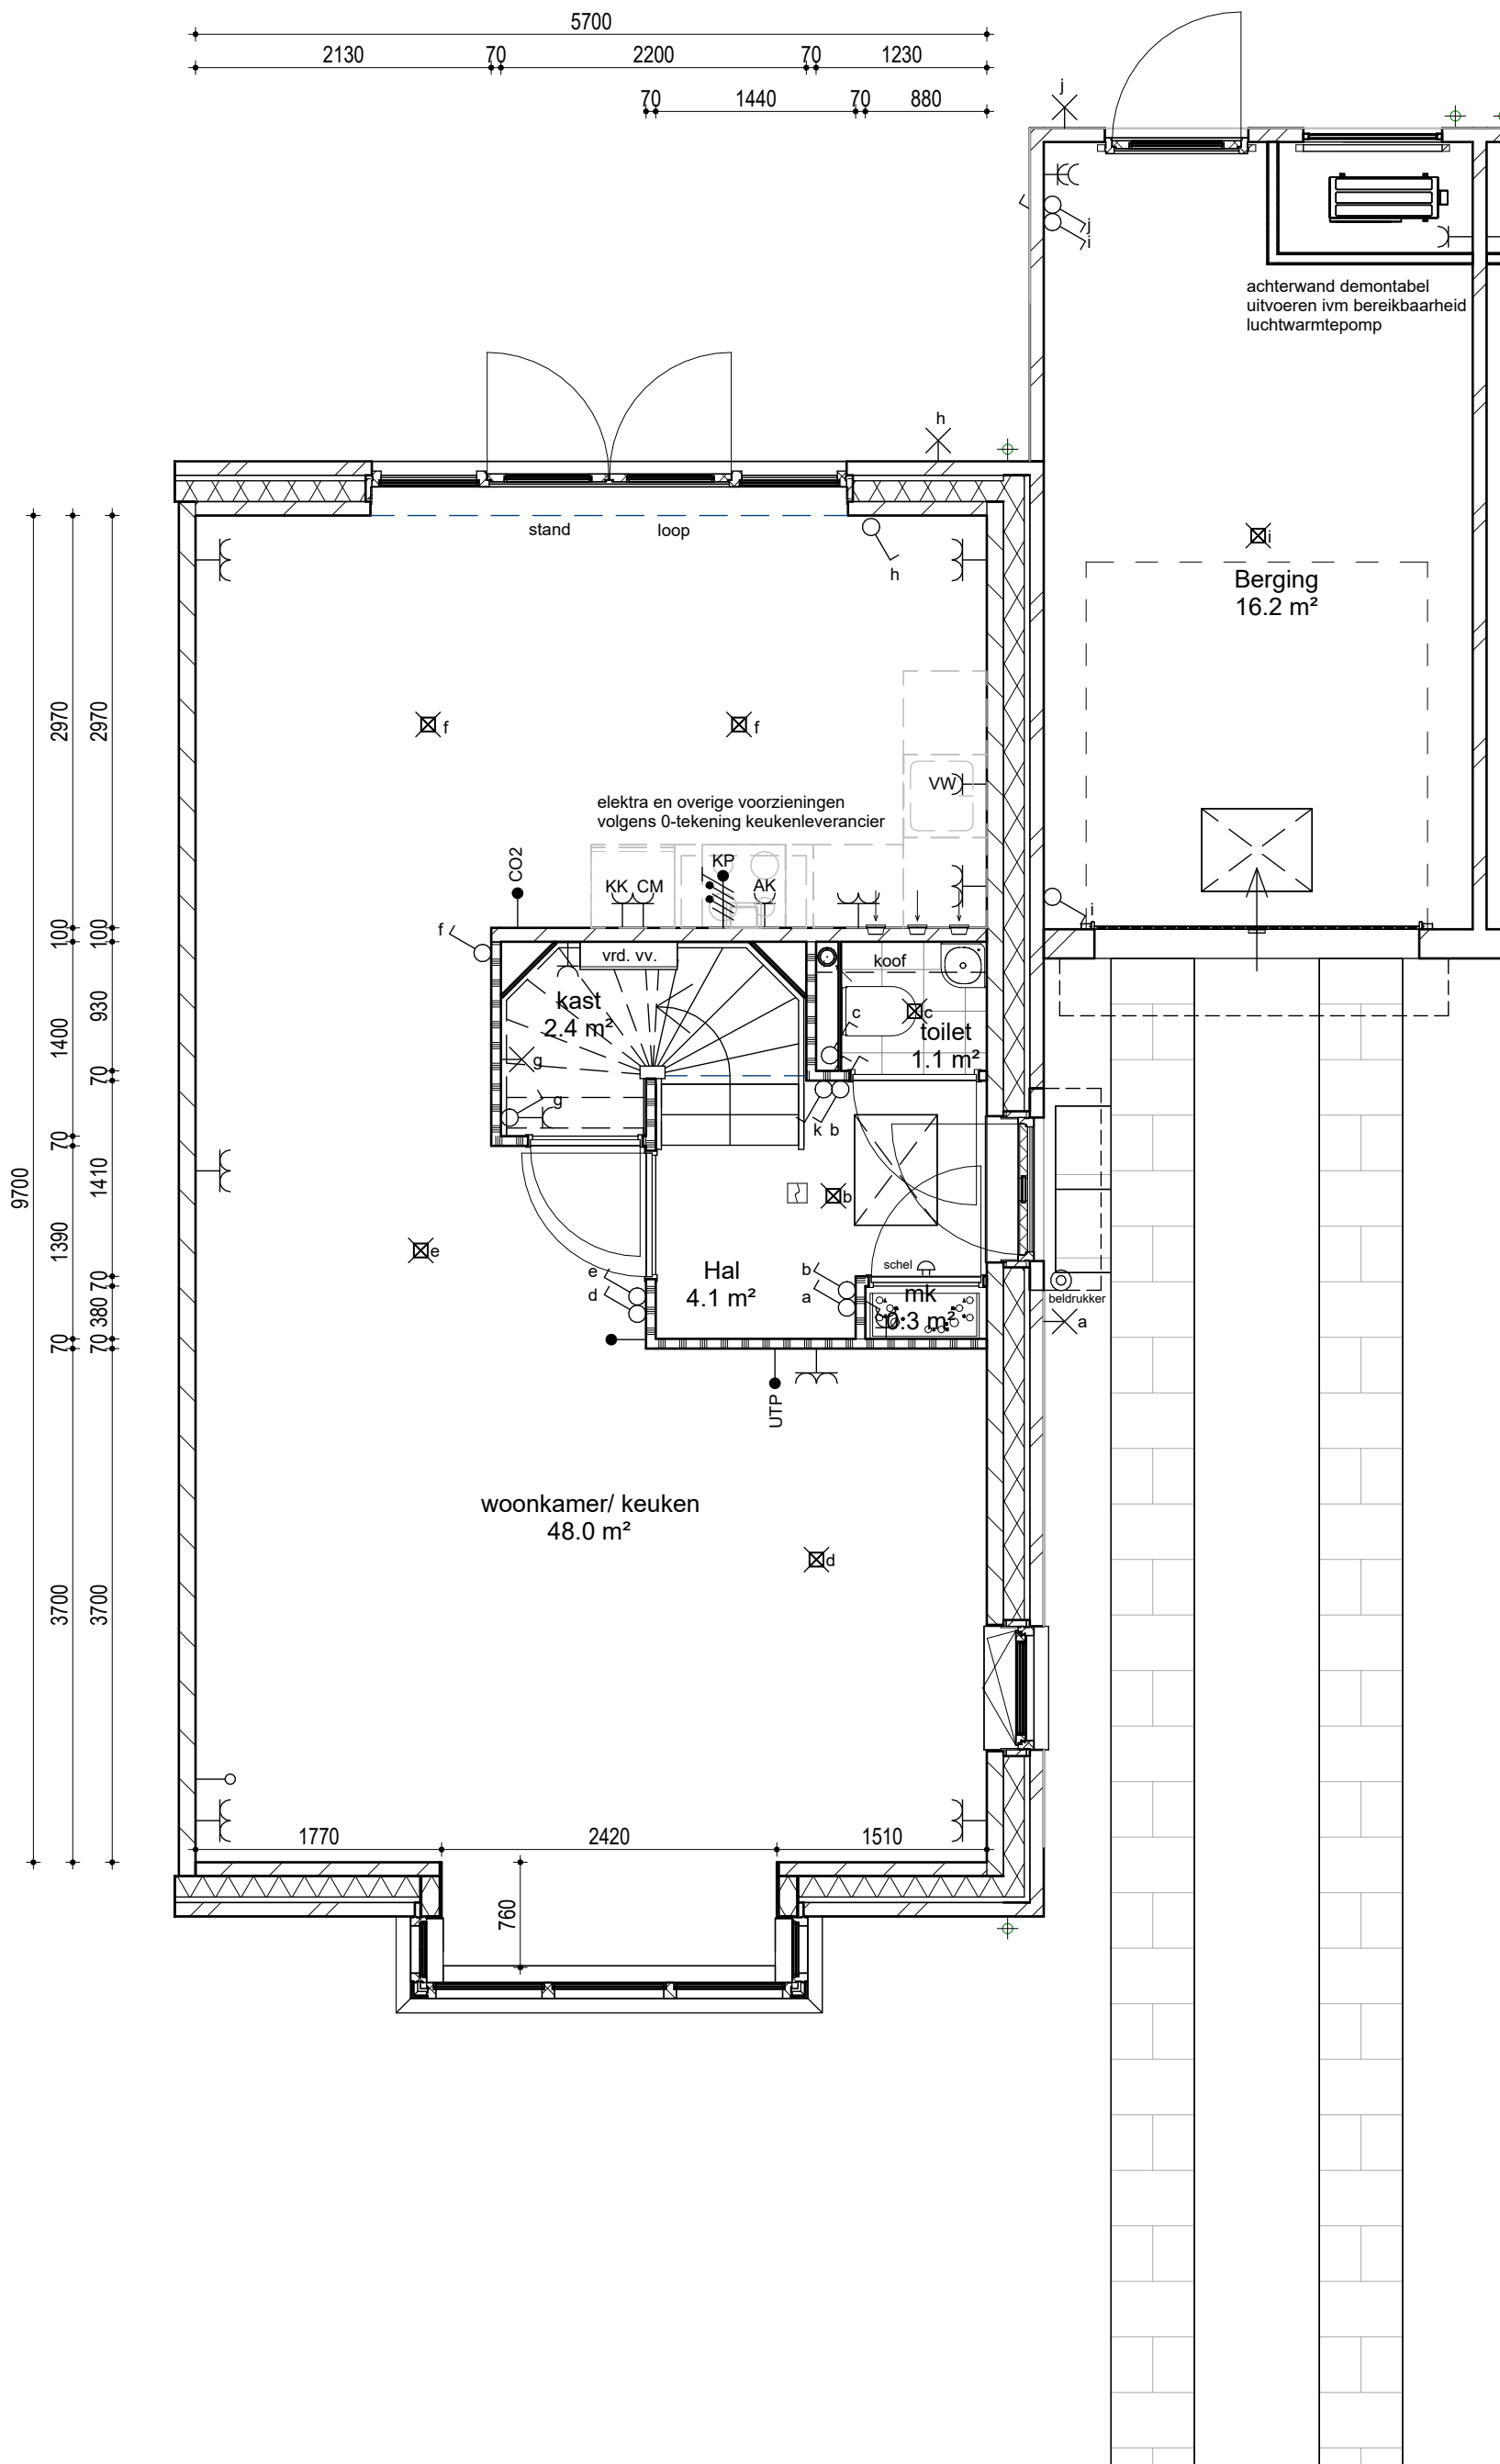 5700
2130
70
2200
70
1230
70
1440
70
880
j
j
i
achterwand demontabel
uitvoeren ivm bereikbaarheid
luchtwarmtepomp
h
stand
loop
h
i
Berging
16.2 m²
f
f
VW
elektra en overige voorzieningen
volgens 0-tekening keukenleverancier
CO2
KK
CM
KP
AK
i
f
vrd. vv.
koof
kast
2.4 m²
c
c
toilet
1.1 m²
g
g
k
b
b
e
schel
Hal
4.1 m²
e
d
b
a
mk
0.3 m²
beldrukker
a
UTP
woonkamer/ keuken
48.0 m²
d
9700
2970
100
1400
70
1390
70
3700
2970
100
930
70
1410
70
380
70
3700
1770
2420
1510
760